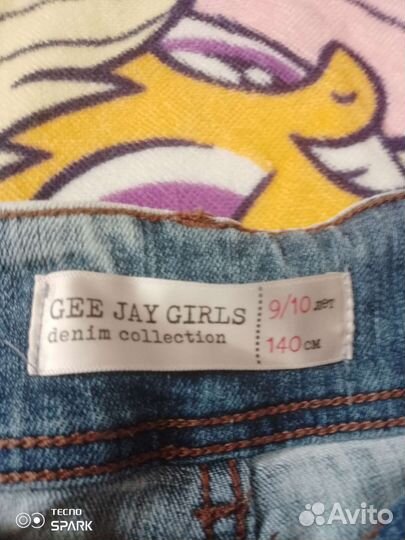 GEE JAY GIRLS
denim collection
9/10 лет
140 см
TECNO
SPARK
Avito